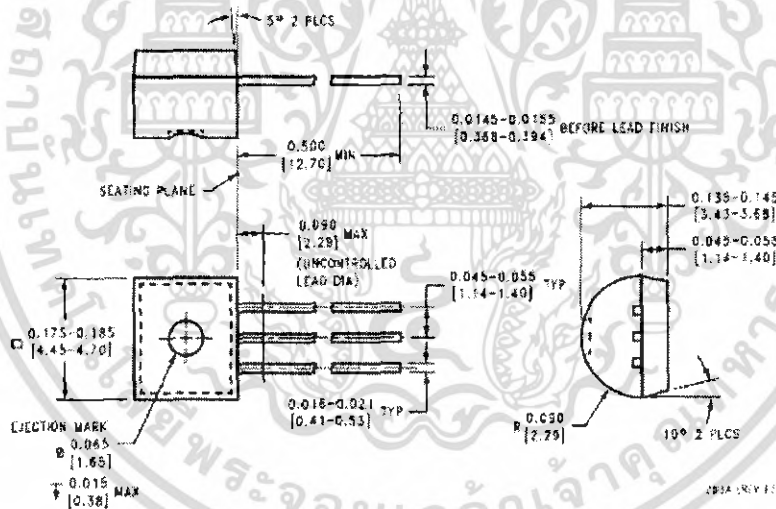 5° 2 PLCS
0.0145-0.0155
[0.368-0.394] BEFORE LEAD FINISH
0.500
[12.70] MIN
SEATING PLANE
0.090
[2.29] MAX
(UNCONTROLLED
LEAD DIA)
0.135-0.145
[3.43-3.68]
0.045-0.055
[1.14-1.40]
0.045-0.055
[1.14-1.40] TYP
0.175-0.185
[4.45-4.70]
0.016-0.021
[0.41-0.53] TYP
EJECTION MARK
0.065
[1.65]
0.015
[0.38] MAX
R 0.090
[2.29]
10° 2 PLCS